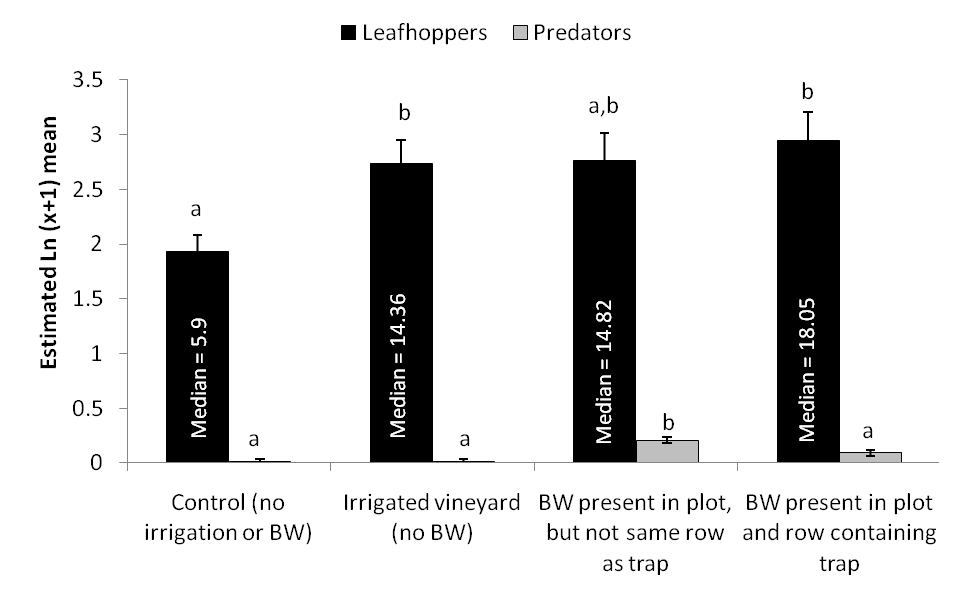 Leafhoppers Predators
Estimated Ln (x+1) mean
3.5
3
2.5
2
1.5
1
0.5
0
a
Median = 5.9
a
b
Median = 14.36
a
a,b
Median = 14.82
b
b
Median = 18.05
a
Control (no
irrigation or BW)
Irrigated vineyard
(no BW)
BW present in plot,
but not same row
as trap
BW present in plot
and row containing
trap